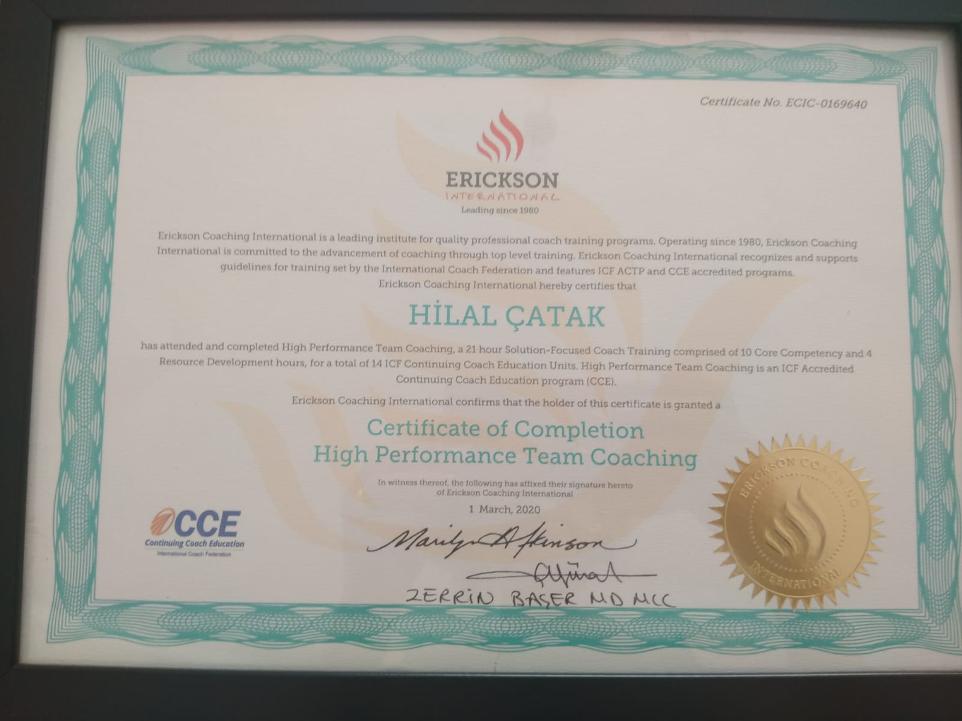 Certificate No. ECIC-0169640
ERICKSON
INTERNATIONAL
Leading since 1980
Erickson Coaching International is a leading institute for quality professional coach training programs. Operating since 1980, Erickson Coaching
International is committed to the advancement of coaching through top level training. Erickson Coaching International recognizes and supports
guidelines for training set by the International Coach Federation and features ICF ACTP and CCE accredited programs.
Erickson Coaching International hereby certifies that
HİLAL ÇATAK
has attended and completed High Performance Team Coaching, a 21 hour Solution-Focused Coach Training comprised of 10 Core Competency and 4
Resource Development hours, for a total of 14 ICF Continuing Coach Education Units. High Performance Team Coaching is an ICF Accredited
Continuing Coach Education program (CCE).
Erickson Coaching International confirms that the holder of this certificate is granted a
Certificate of Completion
High Performance Team Coaching
In witness thereof, the following has affixed their signature hereto
of Erickson Coaching International
1 March, 2020
Marilyn Atkinson
ZERRİN BAŞER MD MCC
CCE
Continuing Coach Education
International Coach Federation
ERICKSON COACHING
INTERNATIONAL